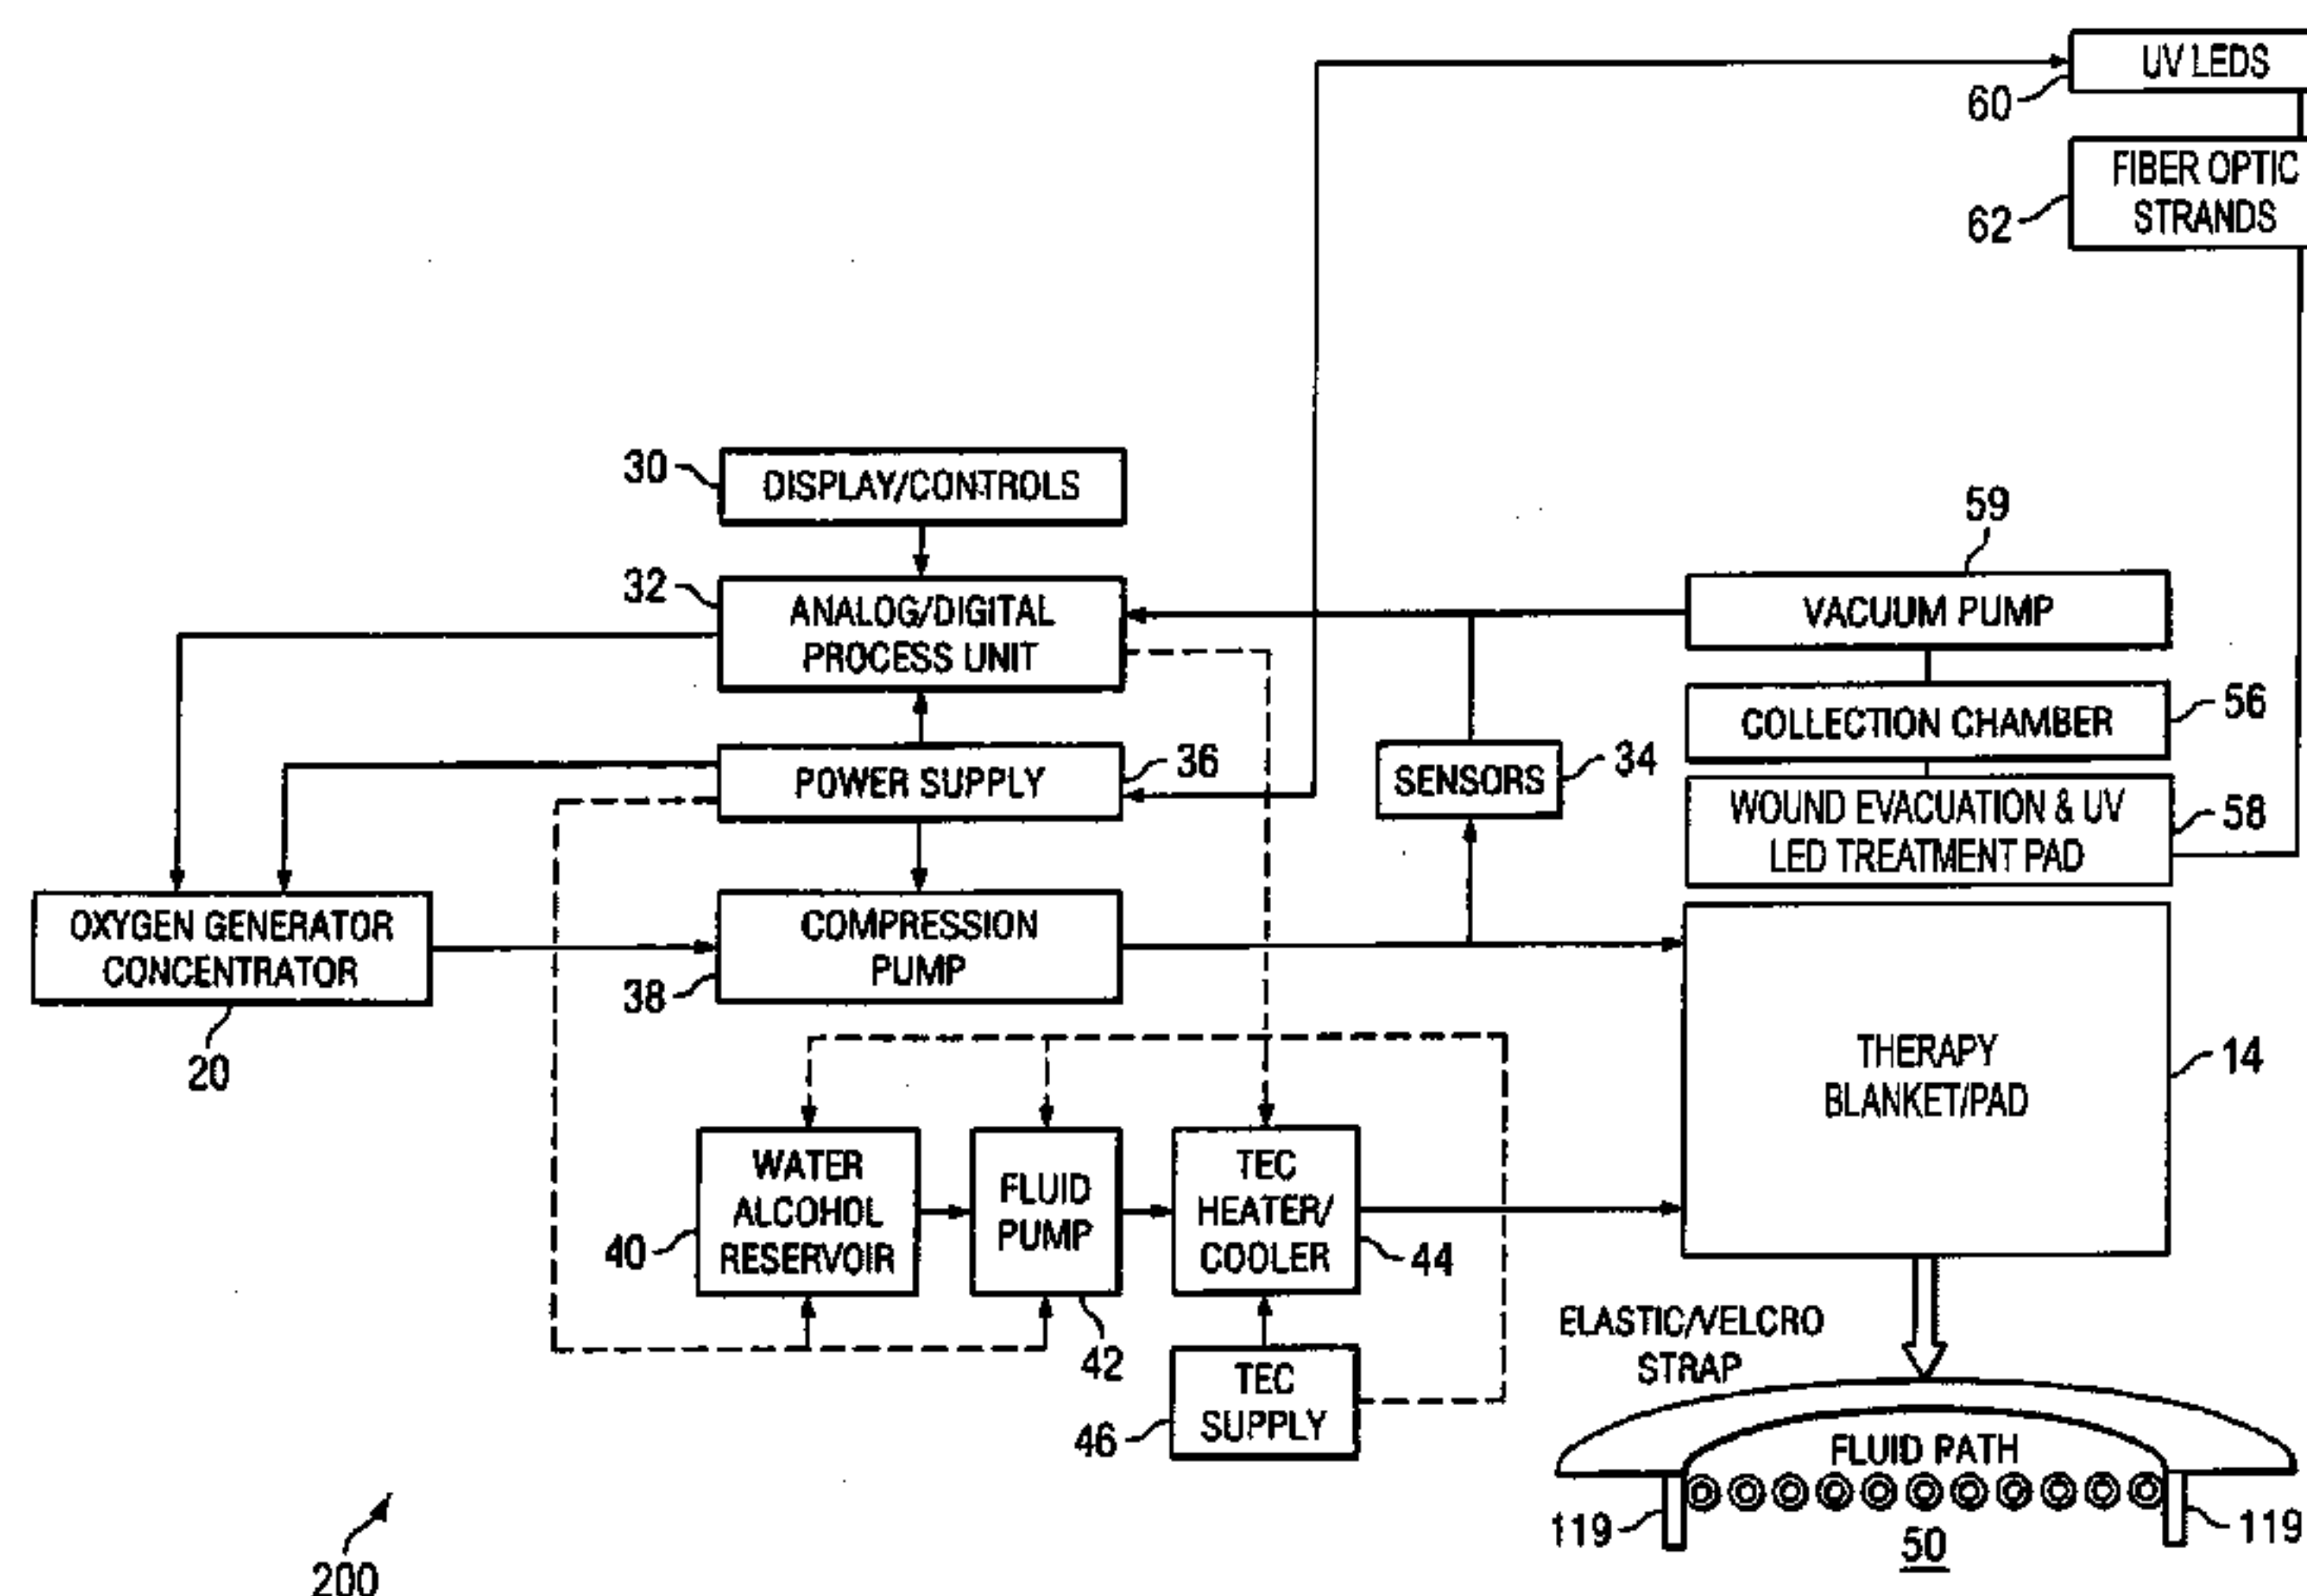 UV LEDS
60
FIBER OPTIC
STRANDS
62
30
DISPLAY/CONTROLS
59
32
ANALOG/DIGITAL
PROCESS UNIT
VACUUM PUMP
56
COLLECTION CHAMBER
36
POWER SUPPLY
SENSORS
34
WOUND EVACUATION & UV
LED TREATMENT PAD
58
OXYGEN GENERATOR
CONCENTRATOR
20
COMPRESSION
PUMP
38
THERAPY
BLANKET/PAD
14
WATER
ALCOHOL
RESERVOIR
40
FLUID
PUMP
42
TEC
HEATER/
COOLER
44
TEC
SUPPLY
46
ELASTIC/VELCRO
STRAP
FLUID PATH
119
119
50
200